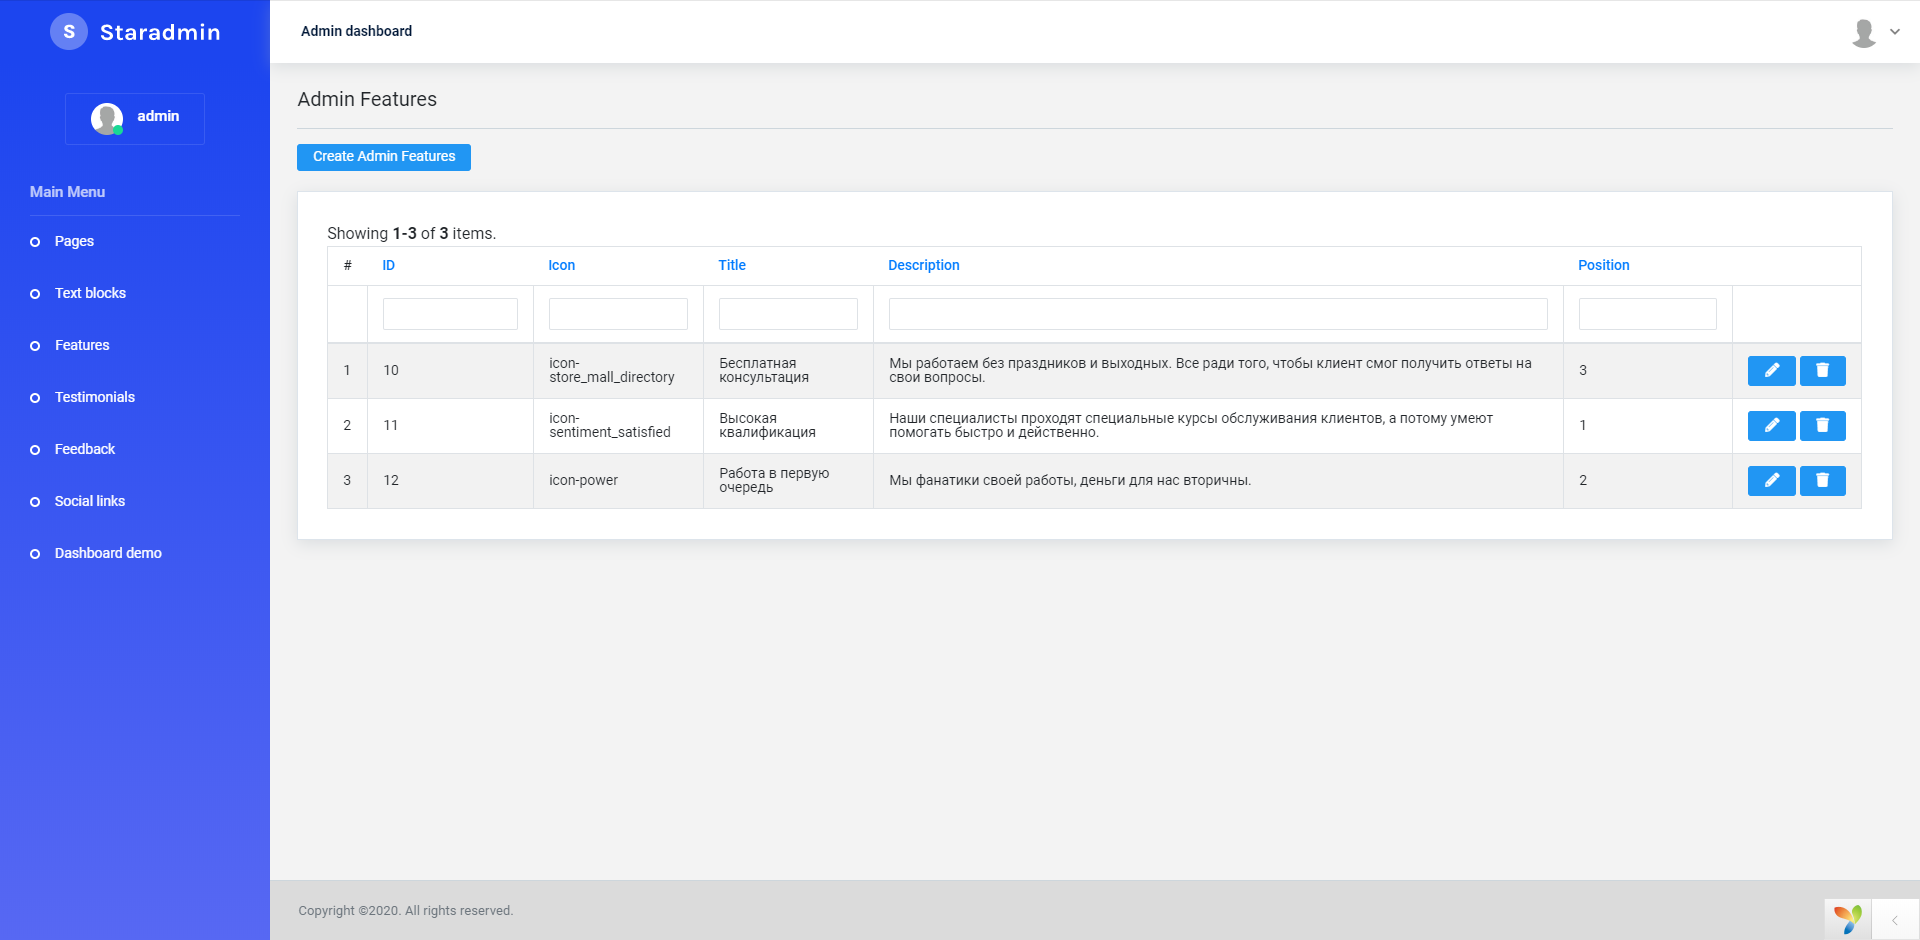 S Staradmin
Admin dashboard
admin
Main Menu
Pages
Text blocks
Features
Testimonials
Feedback
Social links
Dashboard demo
Admin Features
Create Admin Features
Showing 1-3 of 3 items.
# ID Icon Title Description Position
1 10 icon-store_mall_directory Бесплатная консультация Мы работаем без праздников и выходных. Все ради того, чтобы клиент смог получить ответы на свои вопросы. 3
2 11 icon-sentiment_satisfied Высокая квалификация Наши специалисты проходят специальные курсы обслуживания клиентов, а потому умеют помогать быстро и действенно. 1
3 12 icon-power Работа в первую очередь Мы фанатики своей работы, деньги для нас вторичны. 2
Copyright ©2020. All rights reserved.